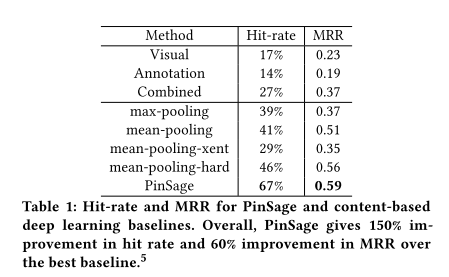 Method Hit-rate MRR
Visual 17% 0.23
Annotation 14% 0.19
Combined 27% 0.37
max-pooling 39% 0.37
mean-pooling 41% 0.51
mean-pooling-xent 29% 0.35
mean-pooling-hard 46% 0.56
PinSage 67% 0.59
Table 1: Hit-rate and MRR for PinSage and content-based
deep learning baselines. Overall, PinSage gives 150% im-
provement in hit rate and 60% improvement in MRR over
the best baseline.⁵